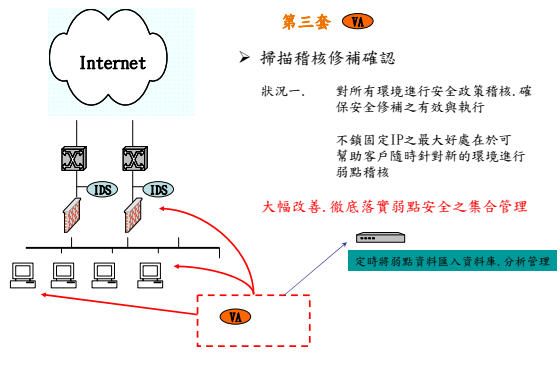 第三套 VA
Internet
掃描稽核修補確認
狀況一. 對所有環境進行安全政策稽核.確
保安全修補之有效與執行
不鎖固定IP之最大好處在於可
幫助客戶隨時針對新的環境進行
弱點稽核
IDS IDS
大幅改善.徹底落實弱點安全之集合管理
定時將弱點資料匯入資料庫.分析管理
VA